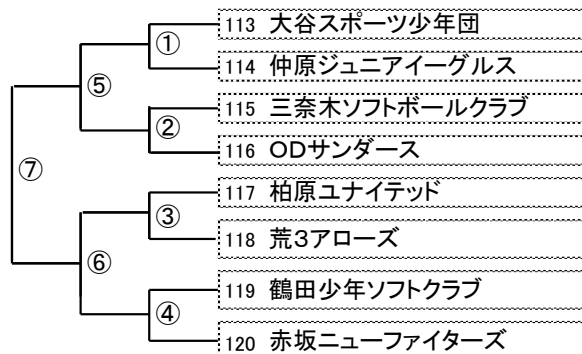 113 大谷スポーツ少年団
①
114 仲原ジュニアイーグルス
⑤
115 三奈木ソフトボールクラブ
②
116 ODサンダース
⑦
117 柏原ユナイテッド
③
118 荒3アローズ
⑥
119 鶴田少年ソフトクラブ
④
120 赤坂ニューファイターズ